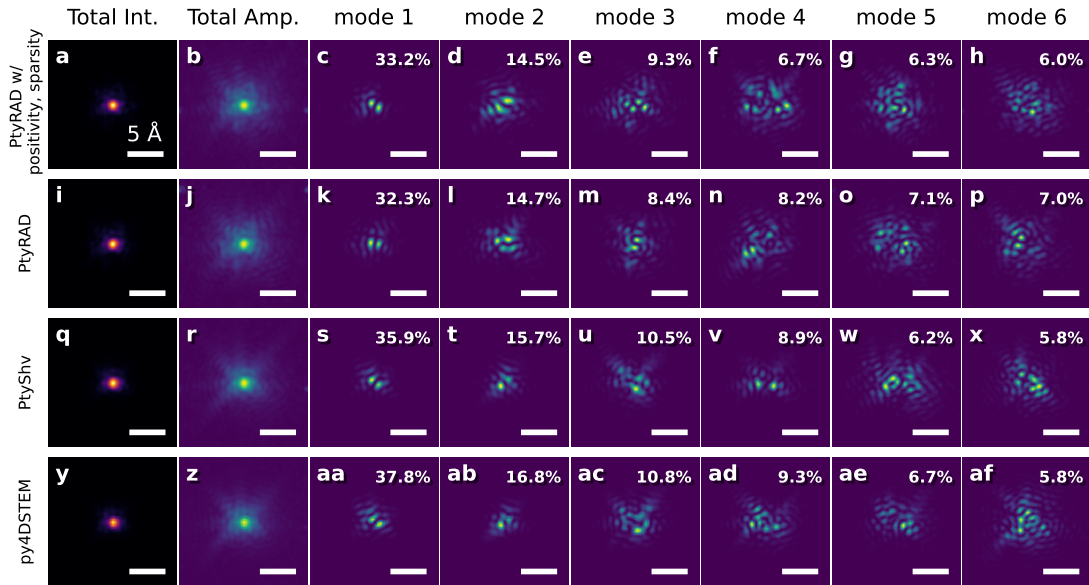 Total Int. Total Amp. mode 1 mode 2 mode 3 mode 4 mode 5 mode 6
PtyRAD w/
positivity, sparsity
a b c 33.2% d 14.5% e 9.3% f 6.7% g 6.3% h 6.0%
5 Å
PtyRAD
i j k 32.3% l 14.7% m 8.4% n 8.2% o 7.1% p 7.0%
PtyShv
q r s 35.9% t 15.7% u 10.5% v 8.9% w 6.2% x 5.8%
py4DSTEM
y z aa 37.8% ab 16.8% ac 10.8% ad 9.3% ae 6.7% af 5.8%